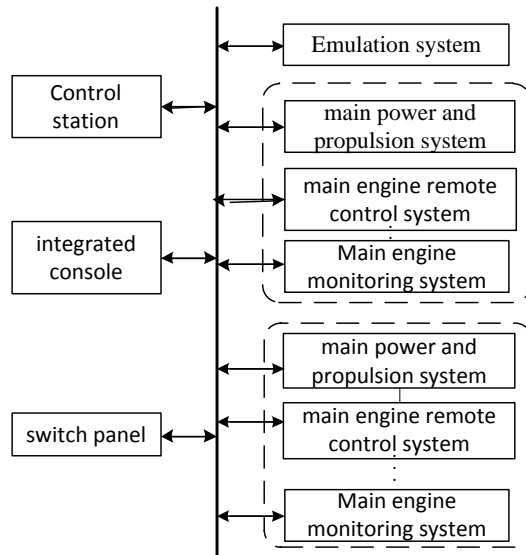 Emulation system
Control
station
main power and
propulsion system
main engine remote
control system
integrated
console
Main engine
monitoring system
main power and
propulsion system
switch panel
main engine remote
control system
Main engine
monitoring system